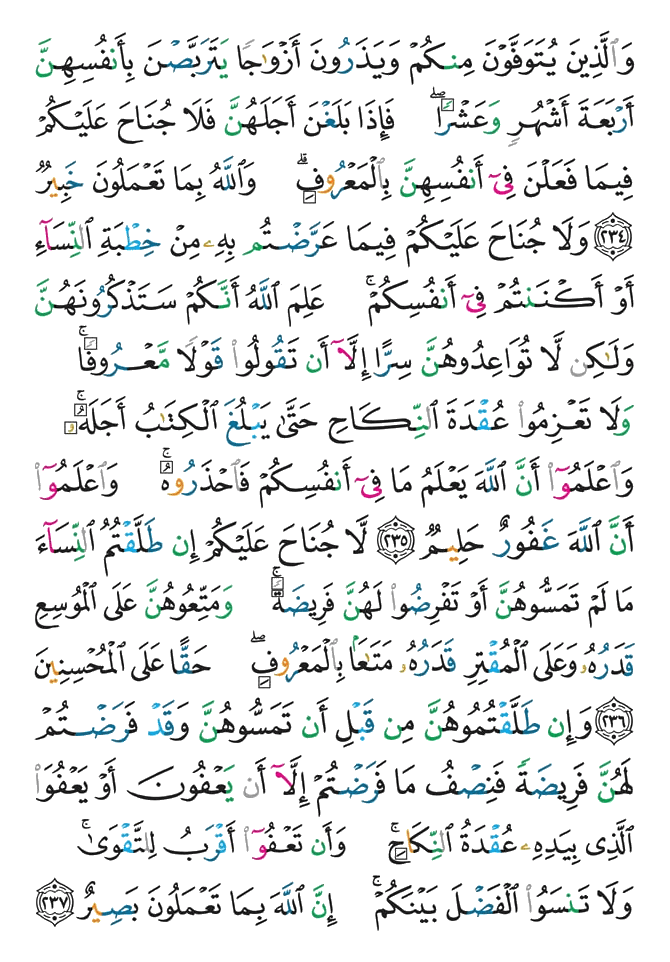 وَٱلَّذِينَ يُتَوَفَّوْنَ مِنكُمْ وَيَذَرُونَ أَزْوَٰجًا يَتَرَبَّصْنَ بِأَنفُسِهِنَّ
أَرْبَعَةَ أَشْهُرٍ وَعَشْرًا ۖ فَإِذَا بَلَغْنَ أَجَلَهُنَّ فَلَا جُنَاحَ عَلَيْكُمْ
فِيمَا فَعَلْنَ فِىٓ أَنفُسِهِنَّ بِٱلْمَعْرُوفِ ۗ وَٱللَّهُ بِمَا تَعْمَلُونَ خَبِيرٌ
٢٣٤ وَلَا جُنَاحَ عَلَيْكُمْ فِيمَا عَرَّضْتُم بِهِۦ مِنْ خِطْبَةِ ٱلنِّسَآءِ
أَوْ أَكْنَنتُمْ فِىٓ أَنفُسِكُمْ ۚ عَلِمَ ٱللَّهُ أَنَّكُمْ سَتَذْكُرُونَهُنَّ
وَلَٰكِن لَّا تُوَاعِدُوهُنَّ سِرًّا إِلَّآ أَن تَقُولُوا۟ قَوْلًا مَّعْرُوفًا ۚ
وَلَا تَعْزِمُوا۟ عُقْدَةَ ٱلنِّكَاحِ حَتَّىٰ يَبْلُغَ ٱلْكِتَٰبُ أَجَلَهُۥ ۚ
وَٱعْلَمُوٓا۟ أَنَّ ٱللَّهَ يَعْلَمُ مَا فِىٓ أَنفُسِكُمْ فَٱحْذَرُوهُ ۚ وَٱعْلَمُوٓا۟
أَنَّ ٱللَّهَ غَفُورٌ حَلِيمٌ ٢٣٥ لَّا جُنَاحَ عَلَيْكُمْ إِن طَلَّقْتُمُ ٱلنِّسَآءَ
مَا لَمْ تَمَسُّوهُنَّ أَوْ تَفْرِضُوا۟ لَهُنَّ فَرِيضَةً ۚ وَمَتِّعُوهُنَّ عَلَى ٱلْمُوسِعِ
قَدَرُهُۥ وَعَلَى ٱلْمُقْتِرِ قَدَرُهُۥ مَتَٰعًۢا بِٱلْمَعْرُوفِ ۖ حَقًّا عَلَى ٱلْمُحْسِنِينَ
٢٣٦ وَإِن طَلَّقْتُمُوهُنَّ مِن قَبْلِ أَن تَمَسُّوهُنَّ وَقَدْ فَرَضْتُمْ
لَهُنَّ فَرِيضَةً فَنِصْفُ مَا فَرَضْتُمْ إِلَّآ أَن يَعْفُونَ أَوْ يَعْفُوَا۟
ٱلَّذِى بِيَدِهِۦ عُقْدَةُ ٱلنِّكَاحِ ۚ وَأَن تَعْفُوٓا۟ أَقْرَبُ لِلتَّقْوَىٰ ۚ
وَلَا تَنسَوُا۟ ٱلْفَضْلَ بَيْنَكُمْ ۚ إِنَّ ٱللَّهَ بِمَا تَعْمَلُونَ بَصِيرٌ ٢٣٧